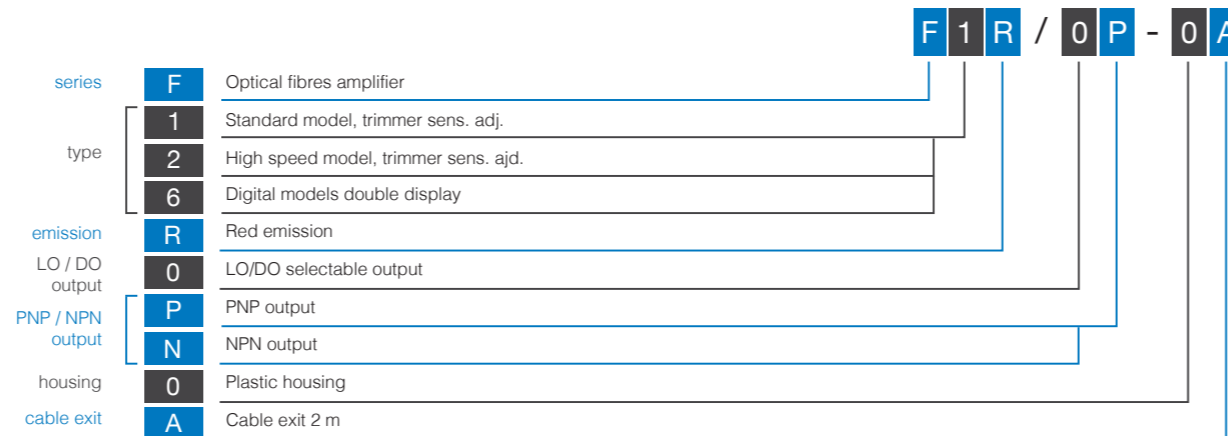 F 1 R / 0 P - 0 A
series F Optical fibres amplifier
1 Standard model, trimmer sens. adj.
type 2 High speed model, trimmer sens. ajd.
6 Digital models double display
emission R Red emission
LO / DO
output 0 LO/DO selectable output
P PNP output
PNP / NPN
output
N NPN output
housing 0 Plastic housing
cable exit A Cable exit 2 m